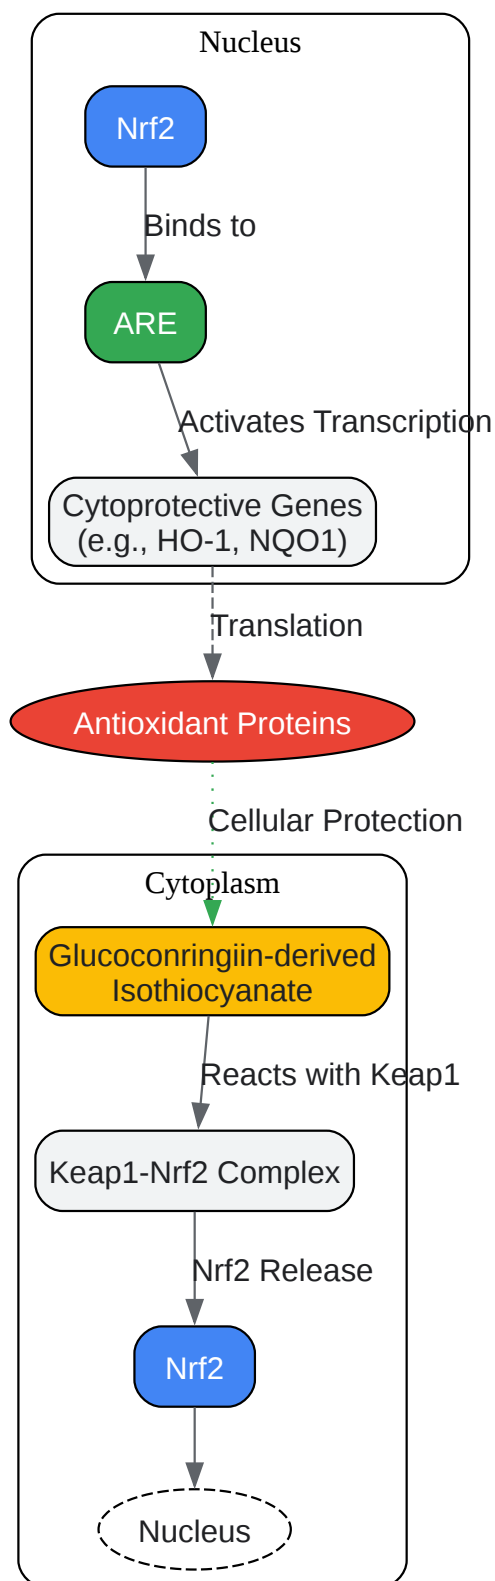 Nucleus
Nrf2
Binds to
ARE
Activates Transcription
Cytoprotective Genes
(e.g., HO-1, NQO1)
Translation
Antioxidant Proteins
Cellular Protection
Cytoplasm
Glucoconringiin-derived
Isothiocyanate
Reacts with Keap1
Keap1-Nrf2 Complex
Nrf2 Release
Nrf2
Nucleus